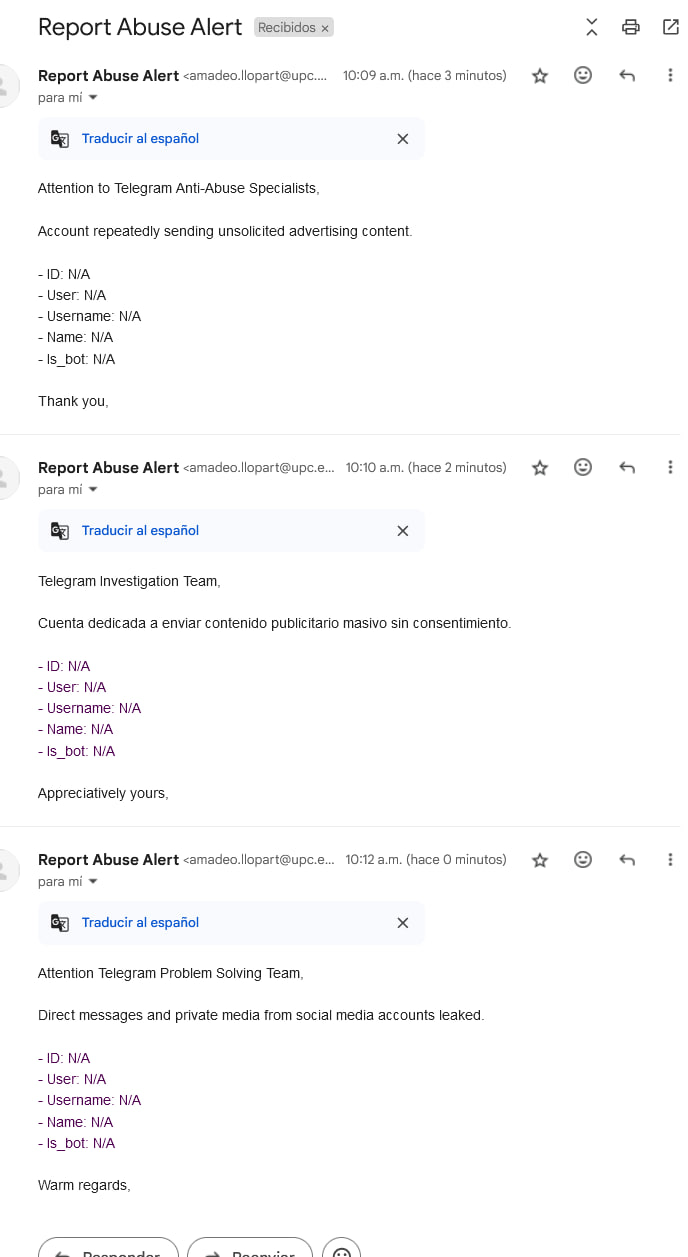 Report Abuse Alert Recibidos ×
Report Abuse Alert <amadeo.llopart@upc.... 10:09 a.m. (hace 3 minutos)
para mí
Traducir al español
Attention to Telegram Anti-Abuse Specialists,
Account repeatedly sending unsolicited advertising content.
- ID: N/A
- User: N/A
- Username: N/A
- Name: N/A
- Is_bot: N/A
Thank you,
Report Abuse Alert <amadeo.llopart@upc.e... 10:10 a.m. (hace 2 minutos)
para mí
Traducir al español
Telegram Investigation Team,
Cuenta dedicada a enviar contenido publicitario masivo sin consentimiento.
- ID: N/A
- User: N/A
- Username: N/A
- Name: N/A
- Is_bot: N/A
Appreciatively yours,
Report Abuse Alert <amadeo.llopart@upc.e... 10:12 a.m. (hace 0 minutos)
para mí
Traducir al español
Attention Telegram Problem Solving Team,
Direct messages and private media from social media accounts leaked.
- ID: N/A
- User: N/A
- Username: N/A
- Name: N/A
- Is_bot: N/A
Warm regards,
Responder Reenviar